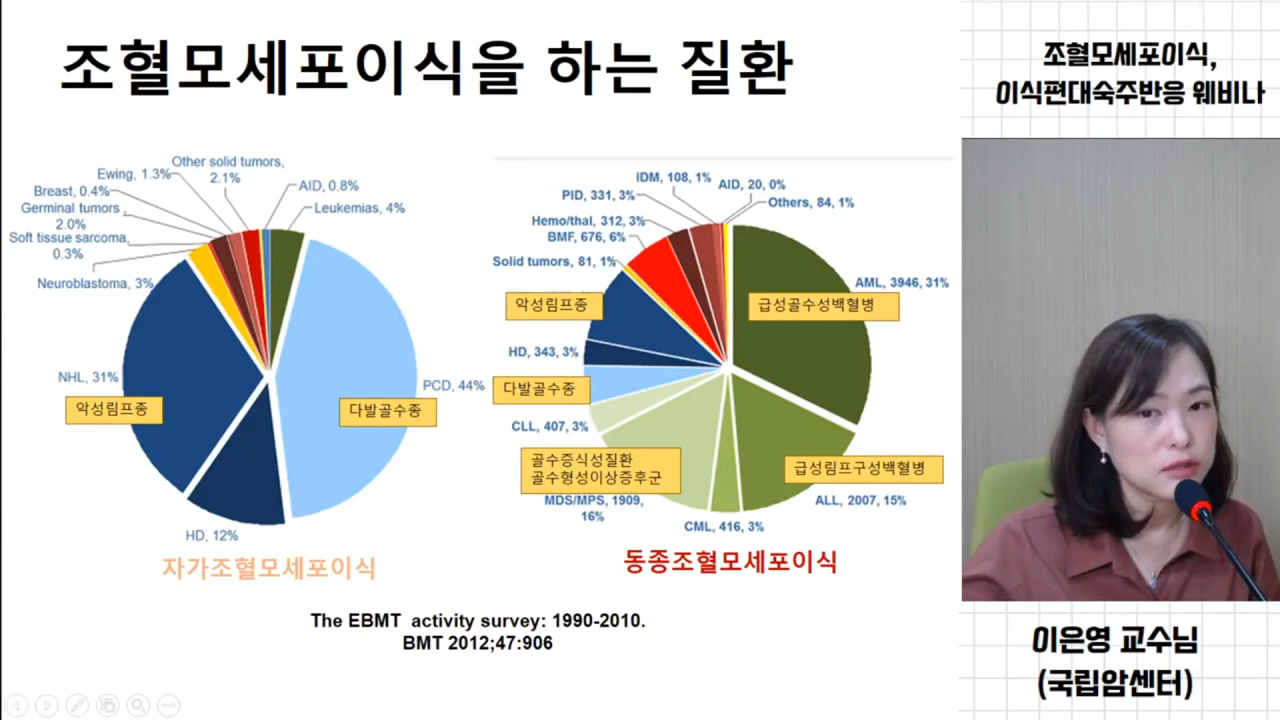 조혈모세포이식을 하는 질환
Other solid tumors,
2.1%
Ewing, 1.3%
Breast, 0.4%
Germinal tumors ,
2.0%
Soft tissue sarcoma,
0.3%
Neuroblastoma, 3%
AID, 0.8%
Leukemias, 4%
NHL, 31%
악성림프종
PCD, 44%
다발골수종
HD, 12%
자가조혈모세포이식
IDM, 108, 1%
AID, 20, 0%
PID, 331, 3%
Others, 84, 1%
Hemo/thal, 312, 3%
BMF, 676, 6%
Solid tumors, 81, 1%
AML, 3946, 31%
악성림프종
급성골수성백혈병
HD, 343, 3%
다발골수종
CLL, 407, 3%
골수증식성질환
골수형성이상증후군
MDS/MPS, 1909,
16%
급성림프구성백혈병
ALL, 2007, 15%
CML, 416, 3%
동종조혈모세포이식
The EBMT activity survey: 1990-2010.
BMT 2012;47:906
조혈모세포이식,
이식편대숙주반응 웨비나
이은영 교수님
(국립암센터)